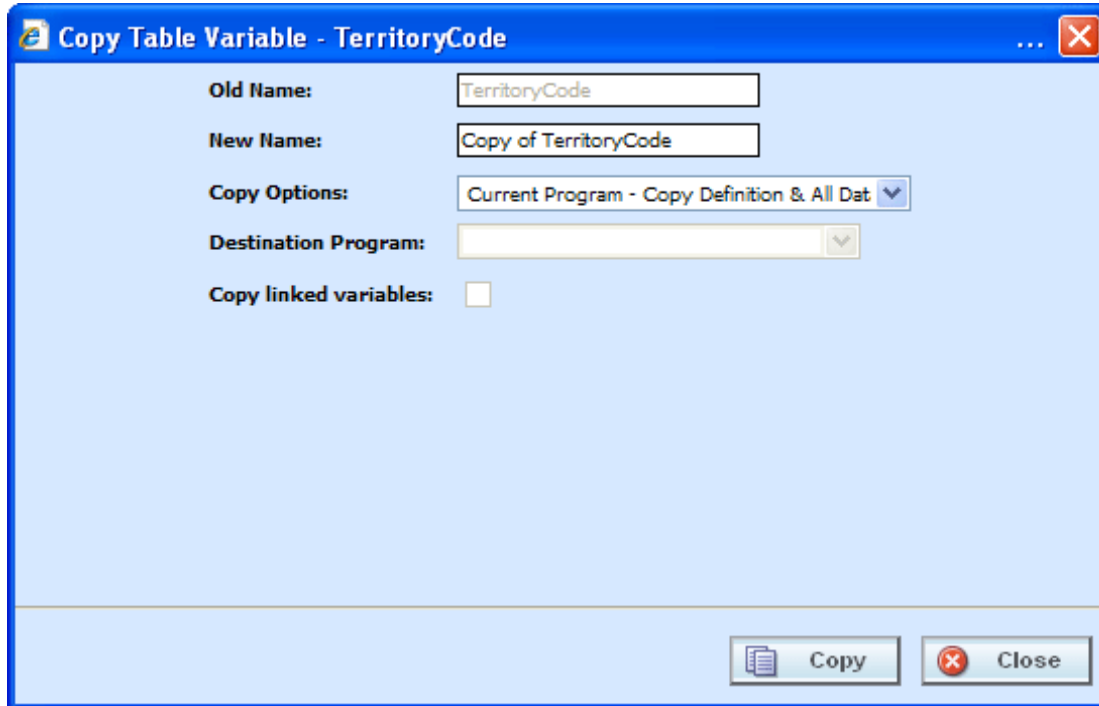 Copy Table Variable - TerritoryCode ...
Old Name: TerritoryCode
New Name: Copy of TerritoryCode
Copy Options: Current Program - Copy Definition & All Dat
Destination Program:
Copy linked variables:
Copy Close